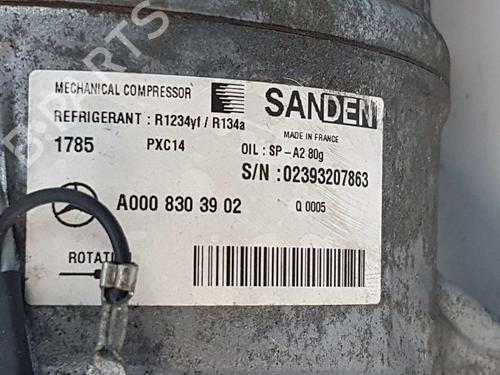 B-PARTS
MECHANICAL COMPRESSOR
SANDEN
REFRIGERANT : R1234yf / R134a
MADE IN FRANCE
1785 PXC14
OIL : SP - A2 80g
S/N : 02393207863
A000 830 39 02
Q 0005